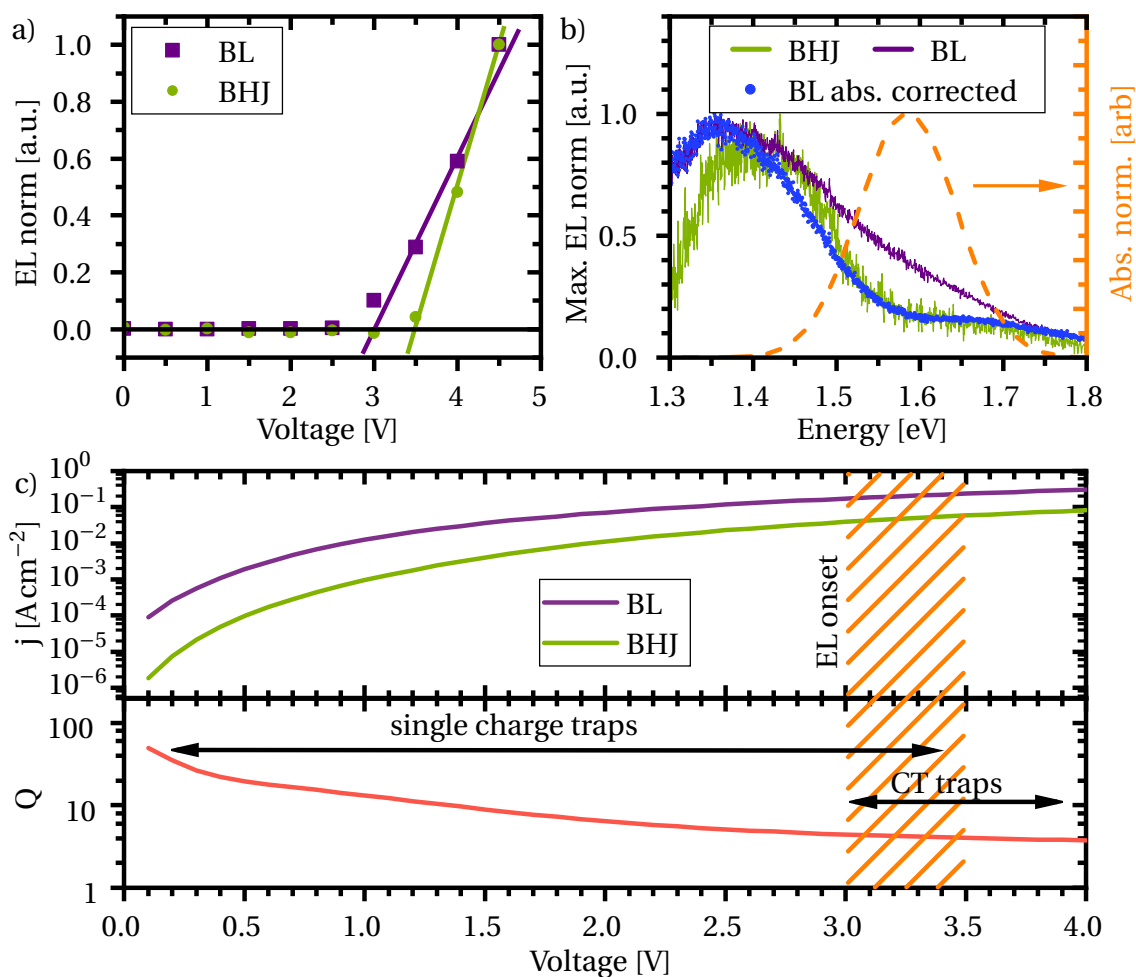 a)
EL norm [a.u.]
1.0
0.8
0.6
0.4
0.2
0.0
BL
BHJ
0 1 2 3 4 5
Voltage [V]
b)
Max. EL norm [a.u.]
1.0
0.5
0.0
BHJ BL
BL abs. corrected
Abs. norm. [arb]
1.3 1.4 1.5 1.6 1.7 1.8
Energy [eV]
c)
j [Acm⁻²]
10⁰
10⁻¹
10⁻²
10⁻³
10⁻⁴
10⁻⁵
10⁻⁶
BL
BHJ
EL onset
Q
100
10
1
single charge traps
CT traps
0.0 0.5 1.0 1.5 2.0 2.5 3.0 3.5 4.0
Voltage [V]